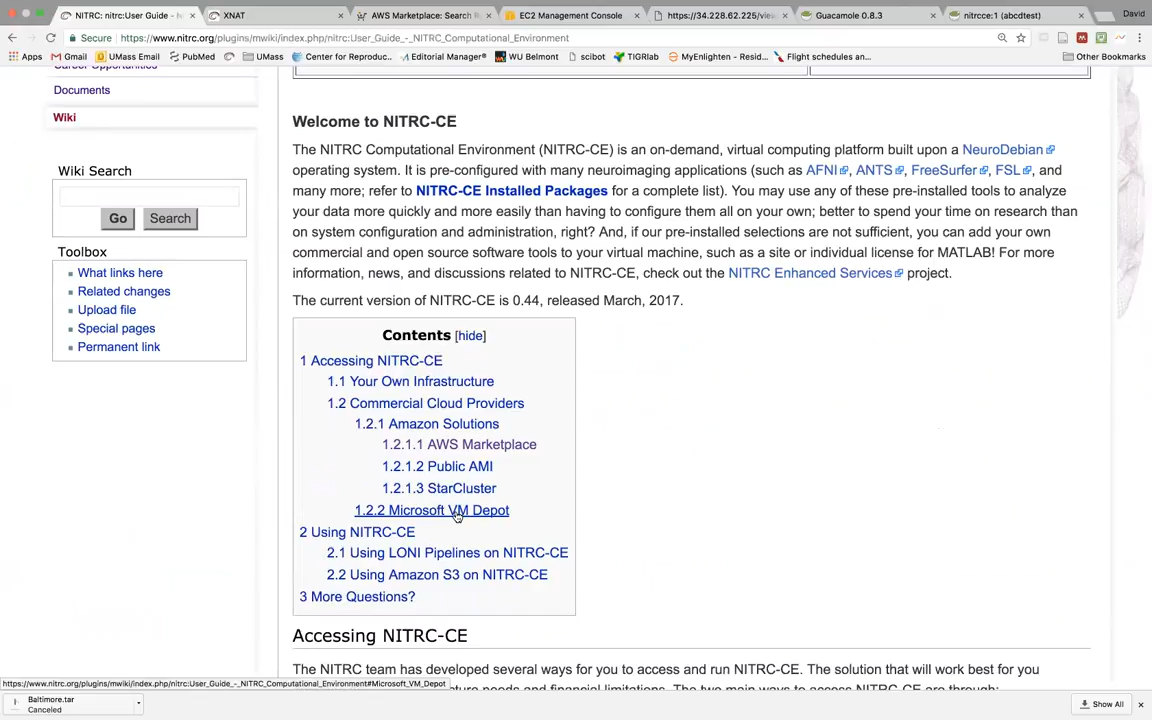 NITRC: nitrc:User Guide - n
XNAT
AWS Marketplace: Search R
EC2 Management Console
https://34.228.62.225/view
Guacamole 0.8.3
nitrcce:1 (abcdtest)
David
Secure
https://www.nitrc.org/plugins/mwiki/index.php/nitrc:User_Guide_-_NITRC_Computational_Environment
Apps
Gmail
UMass Email
PubMed
UMass
Center for Reproduc..
Editorial Manager®
WU Belmont
scibot
TIGRlab
MyEnlighten - Resid...
Flight schedules an...
Other Bookmarks
Career Opportunities
Documents
Wiki
Wiki Search
Go
Search
Toolbox
What links here
Related changes
Upload file
Special pages
Permanent link
Welcome to NITRC-CE
The NITRC Computational Environment (NITRC-CE) is an on-demand, virtual computing platform built upon a NeuroDebian
operating system. It is pre-configured with many neuroimaging applications (such as AFNI, ANTS, FreeSurfer, FSL, and
many more; refer to NITRC-CE Installed Packages for a complete list). You may use any of these pre-installed tools to analyze
your data more quickly and more easily than having to configure them all on your own; better to spend your time on research than
on system configuration and administration, right? And, if our pre-installed selections are not sufficient, you can add your own
commercial and open source software tools to your virtual machine, such as a site or individual license for MATLAB! For more
information, news, and discussions related to NITRC-CE, check out the NITRC Enhanced Services project.
The current version of NITRC-CE is 0.44, released March, 2017.
Contents [hide]
1 Accessing NITRC-CE
1.1 Your Own Infrastructure
1.2 Commercial Cloud Providers
1.2.1 Amazon Solutions
1.2.1.1 AWS Marketplace
1.2.1.2 Public AMI
1.2.1.3 StarCluster
1.2.2 Microsoft VM Depot
2 Using NITRC-CE
2.1 Using LONI Pipelines on NITRC-CE
2.2 Using Amazon S3 on NITRC-CE
3 More Questions?
Accessing NITRC-CE
The NITRC team has developed several ways for you to access and run NITRC-CE. The solution that will work best for you
needs and financial limitations. The two main ways to access NITRC-CE are through:
https://www.nitrc.org/plugins/mwiki/index.php/nitrc:User_Guide_-_NITRC_Computational_Environment#Microsoft_VM_Depot
Baltimore.tar
Canceled
Show All